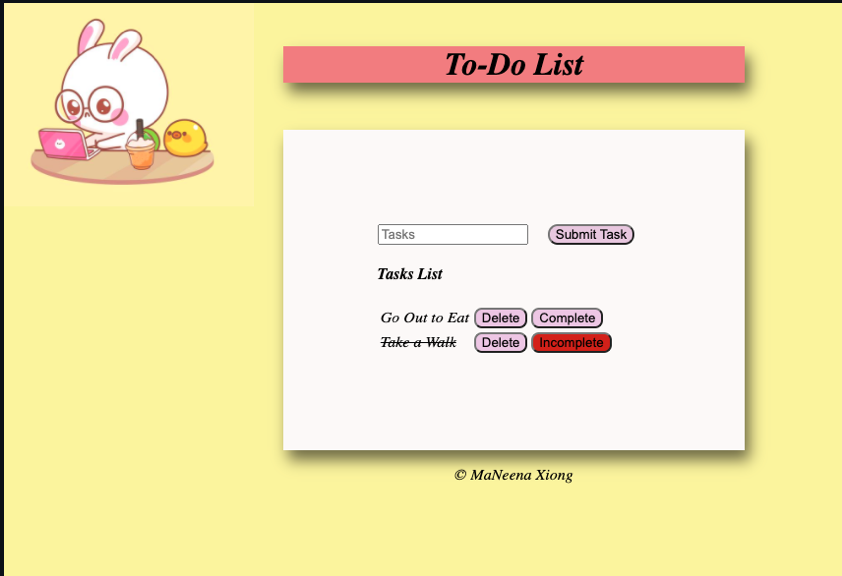 To-Do List
Tasks Submit Task
Tasks List
Go Out to Eat Delete Complete
Take a Walk Delete Incomplete
© MaNeena Xiong